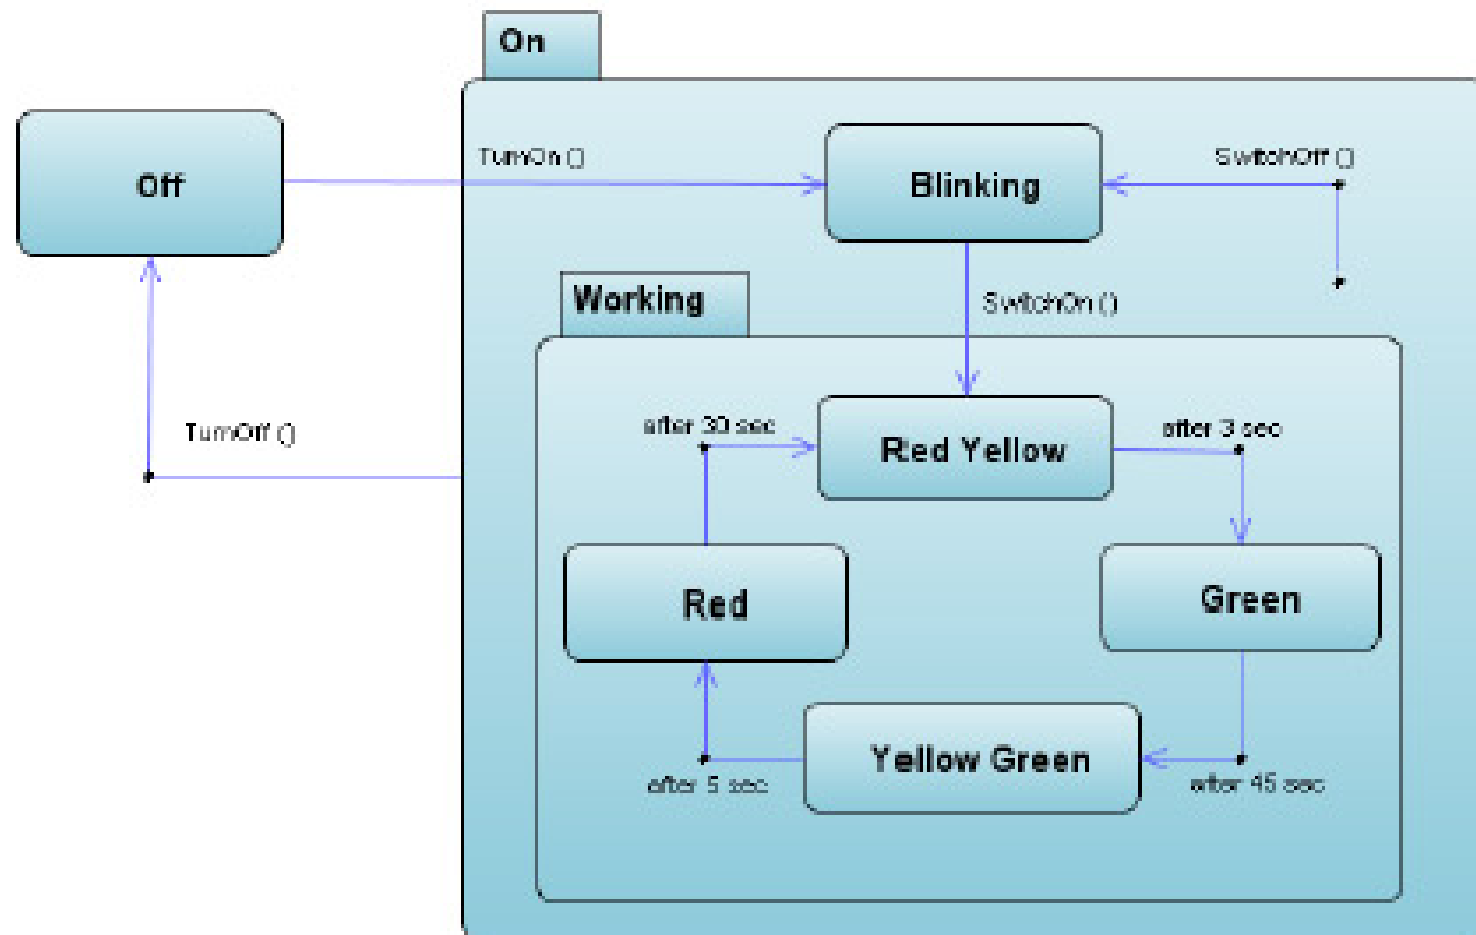 On
TurnOn ()
SwitchOff ()
Off
Blinking
Working
SwitchOn ()
TurnOff ()
after 30 sec
Red Yellow
after 3 sec
Red
Green
Yellow Green
after 5 sec
after 45 sec